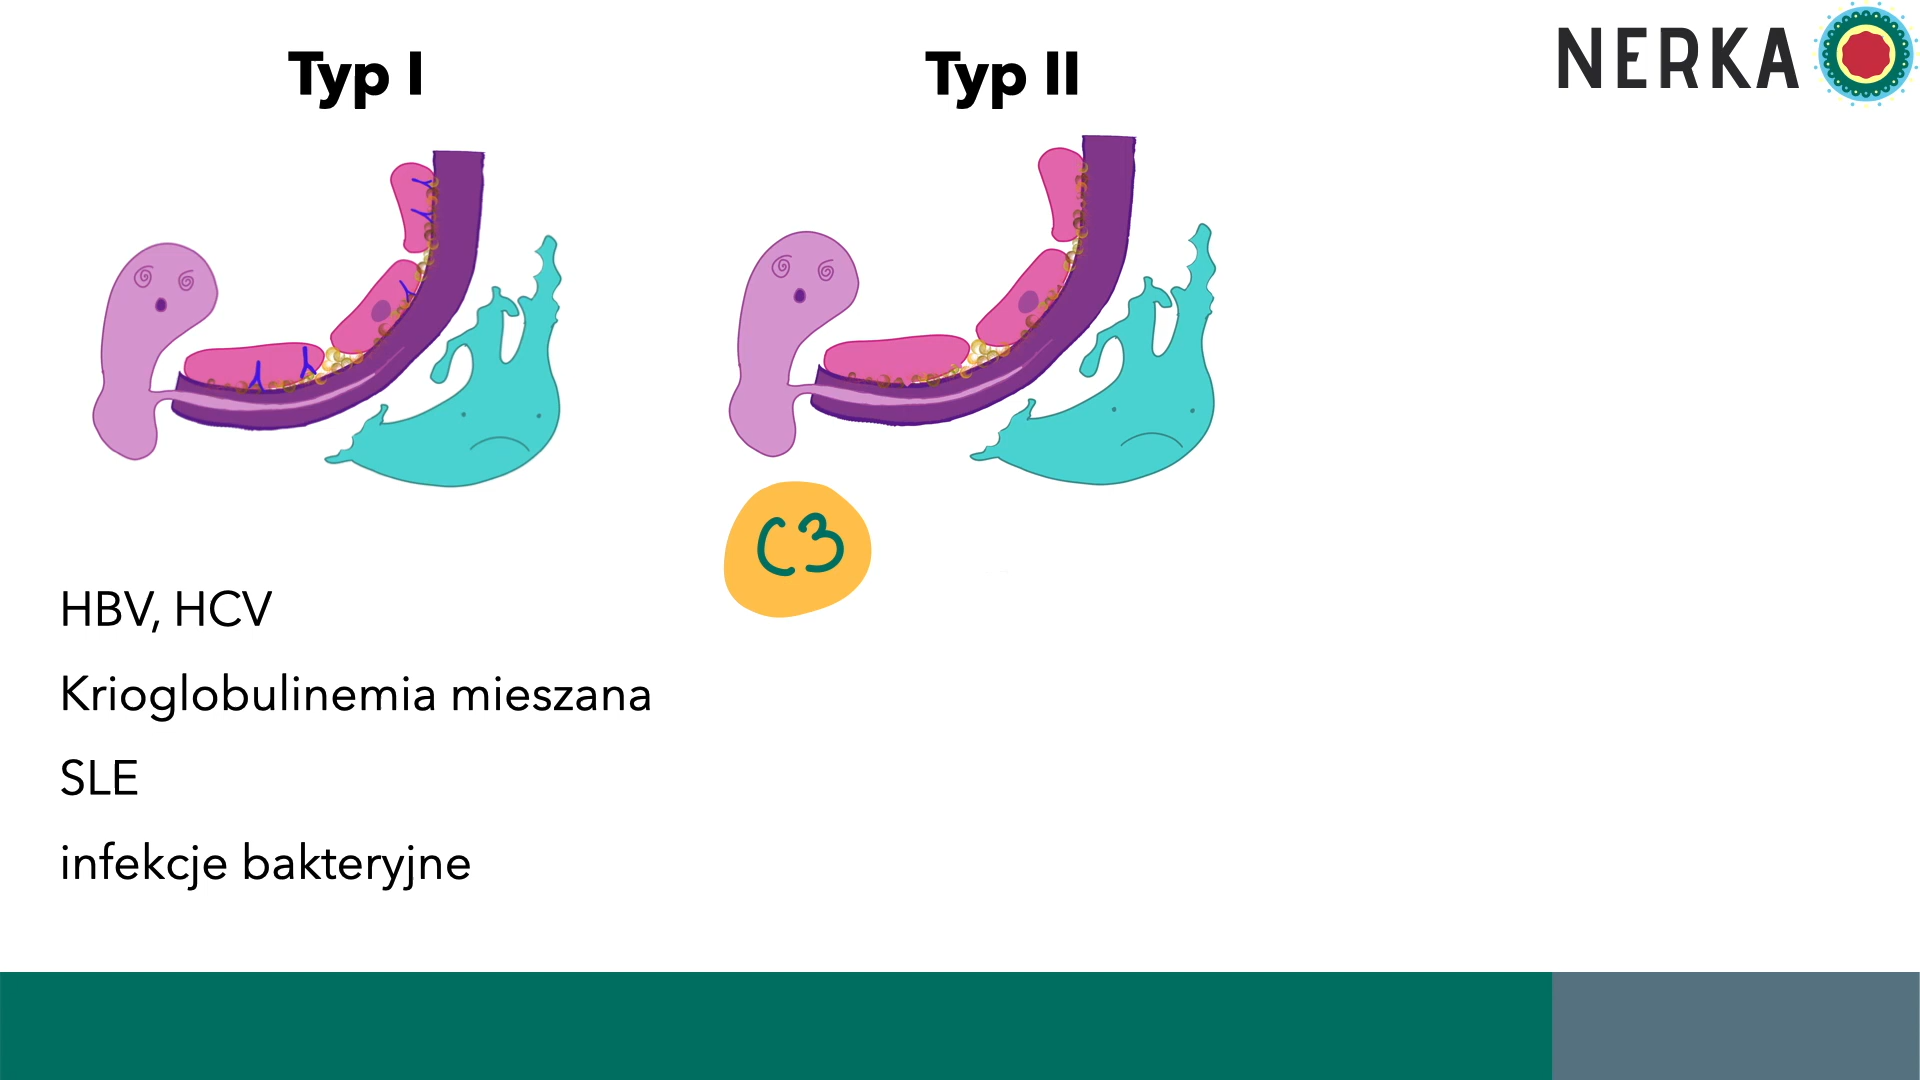 Typ I
Typ II
NERKA
C3
HBV, HCV
Krioglobulinemia mieszana
SLE
infekcje bakteryjne